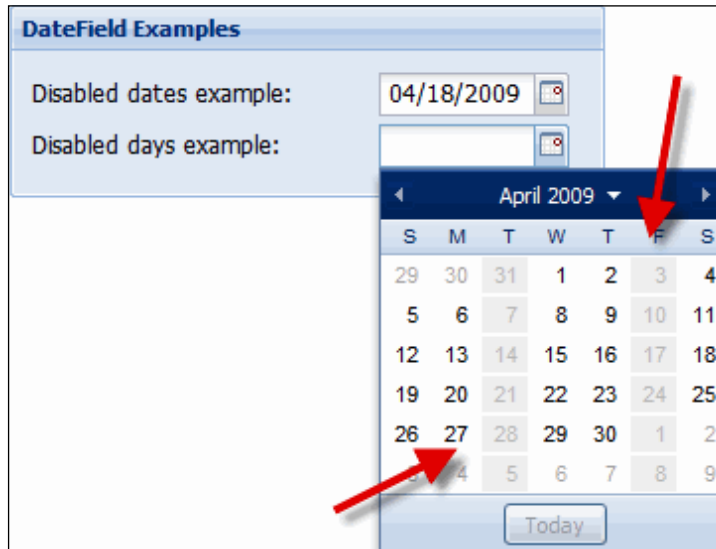 DateField Examples
Disabled dates example: 04/18/2009
Disabled days example:
April 2009
S M T W T F S
29 30 31 1 2 3 4
5 6 7 8 9 10 11
12 13 14 15 16 17 18
19 20 21 22 23 24 25
26 27 28 29 30 1 2
3 4 5 6 7 8 9
Today